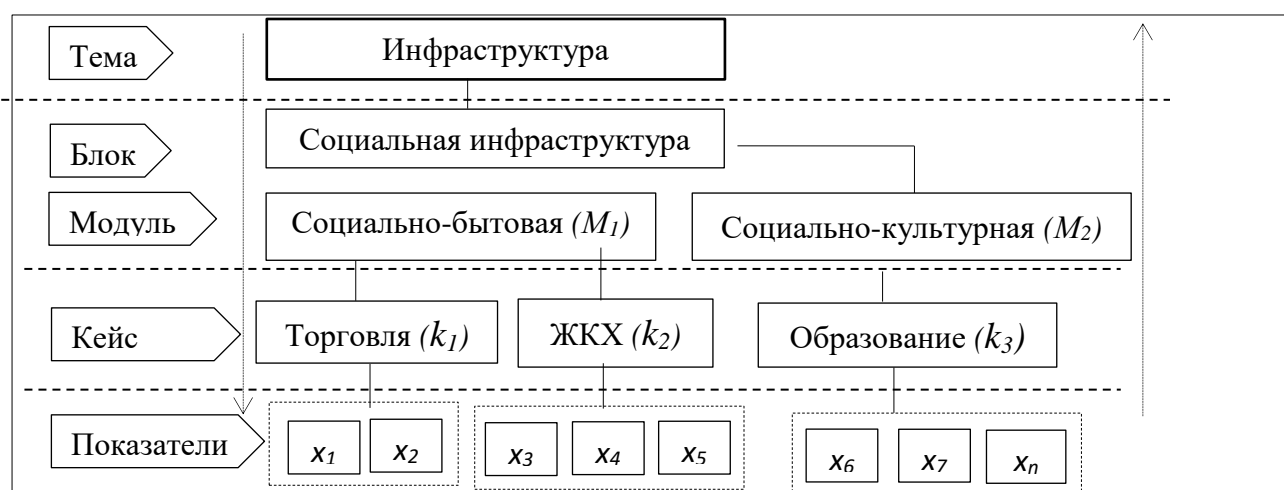 Тема
Инфраструктура
Блок
Социальная инфраструктура
Модуль
Социально-бытовая (M1)
Социально-культурная (M2)
Кейс
Торговля (k1)
ЖКХ (k2)
Образование (k3)
Показатели
x1
x2
x3
x4
x5
x6
x7
xn